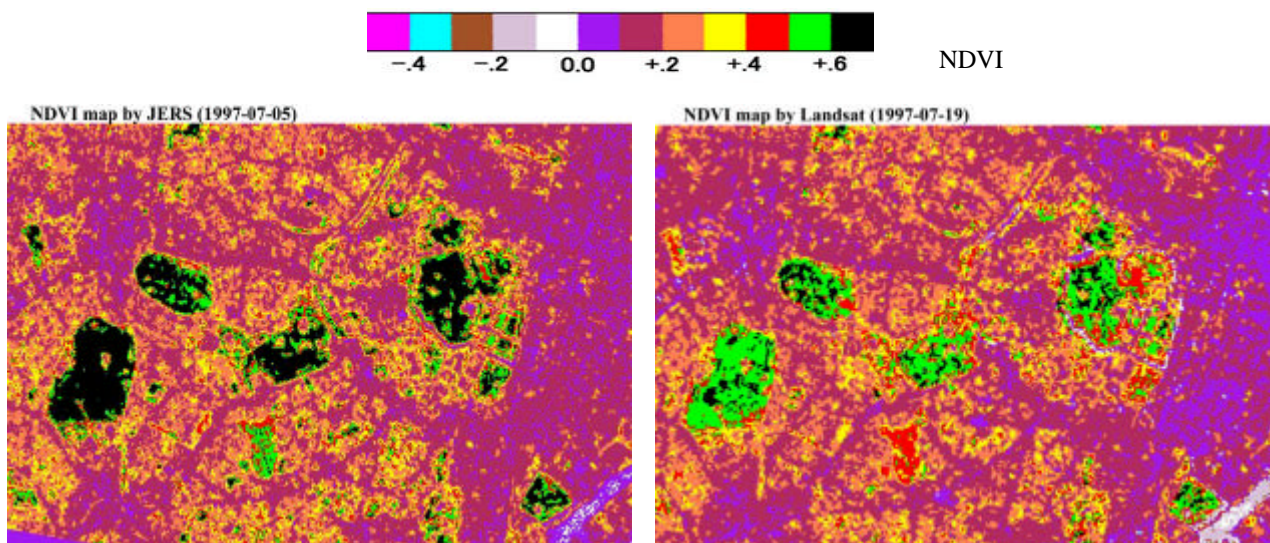 -.4 -.2 0.0 +.2 +.4 +.6 NDVI
NDVI map by JERS (1997-07-05) NDVI map by Landsat (1997-07-19)